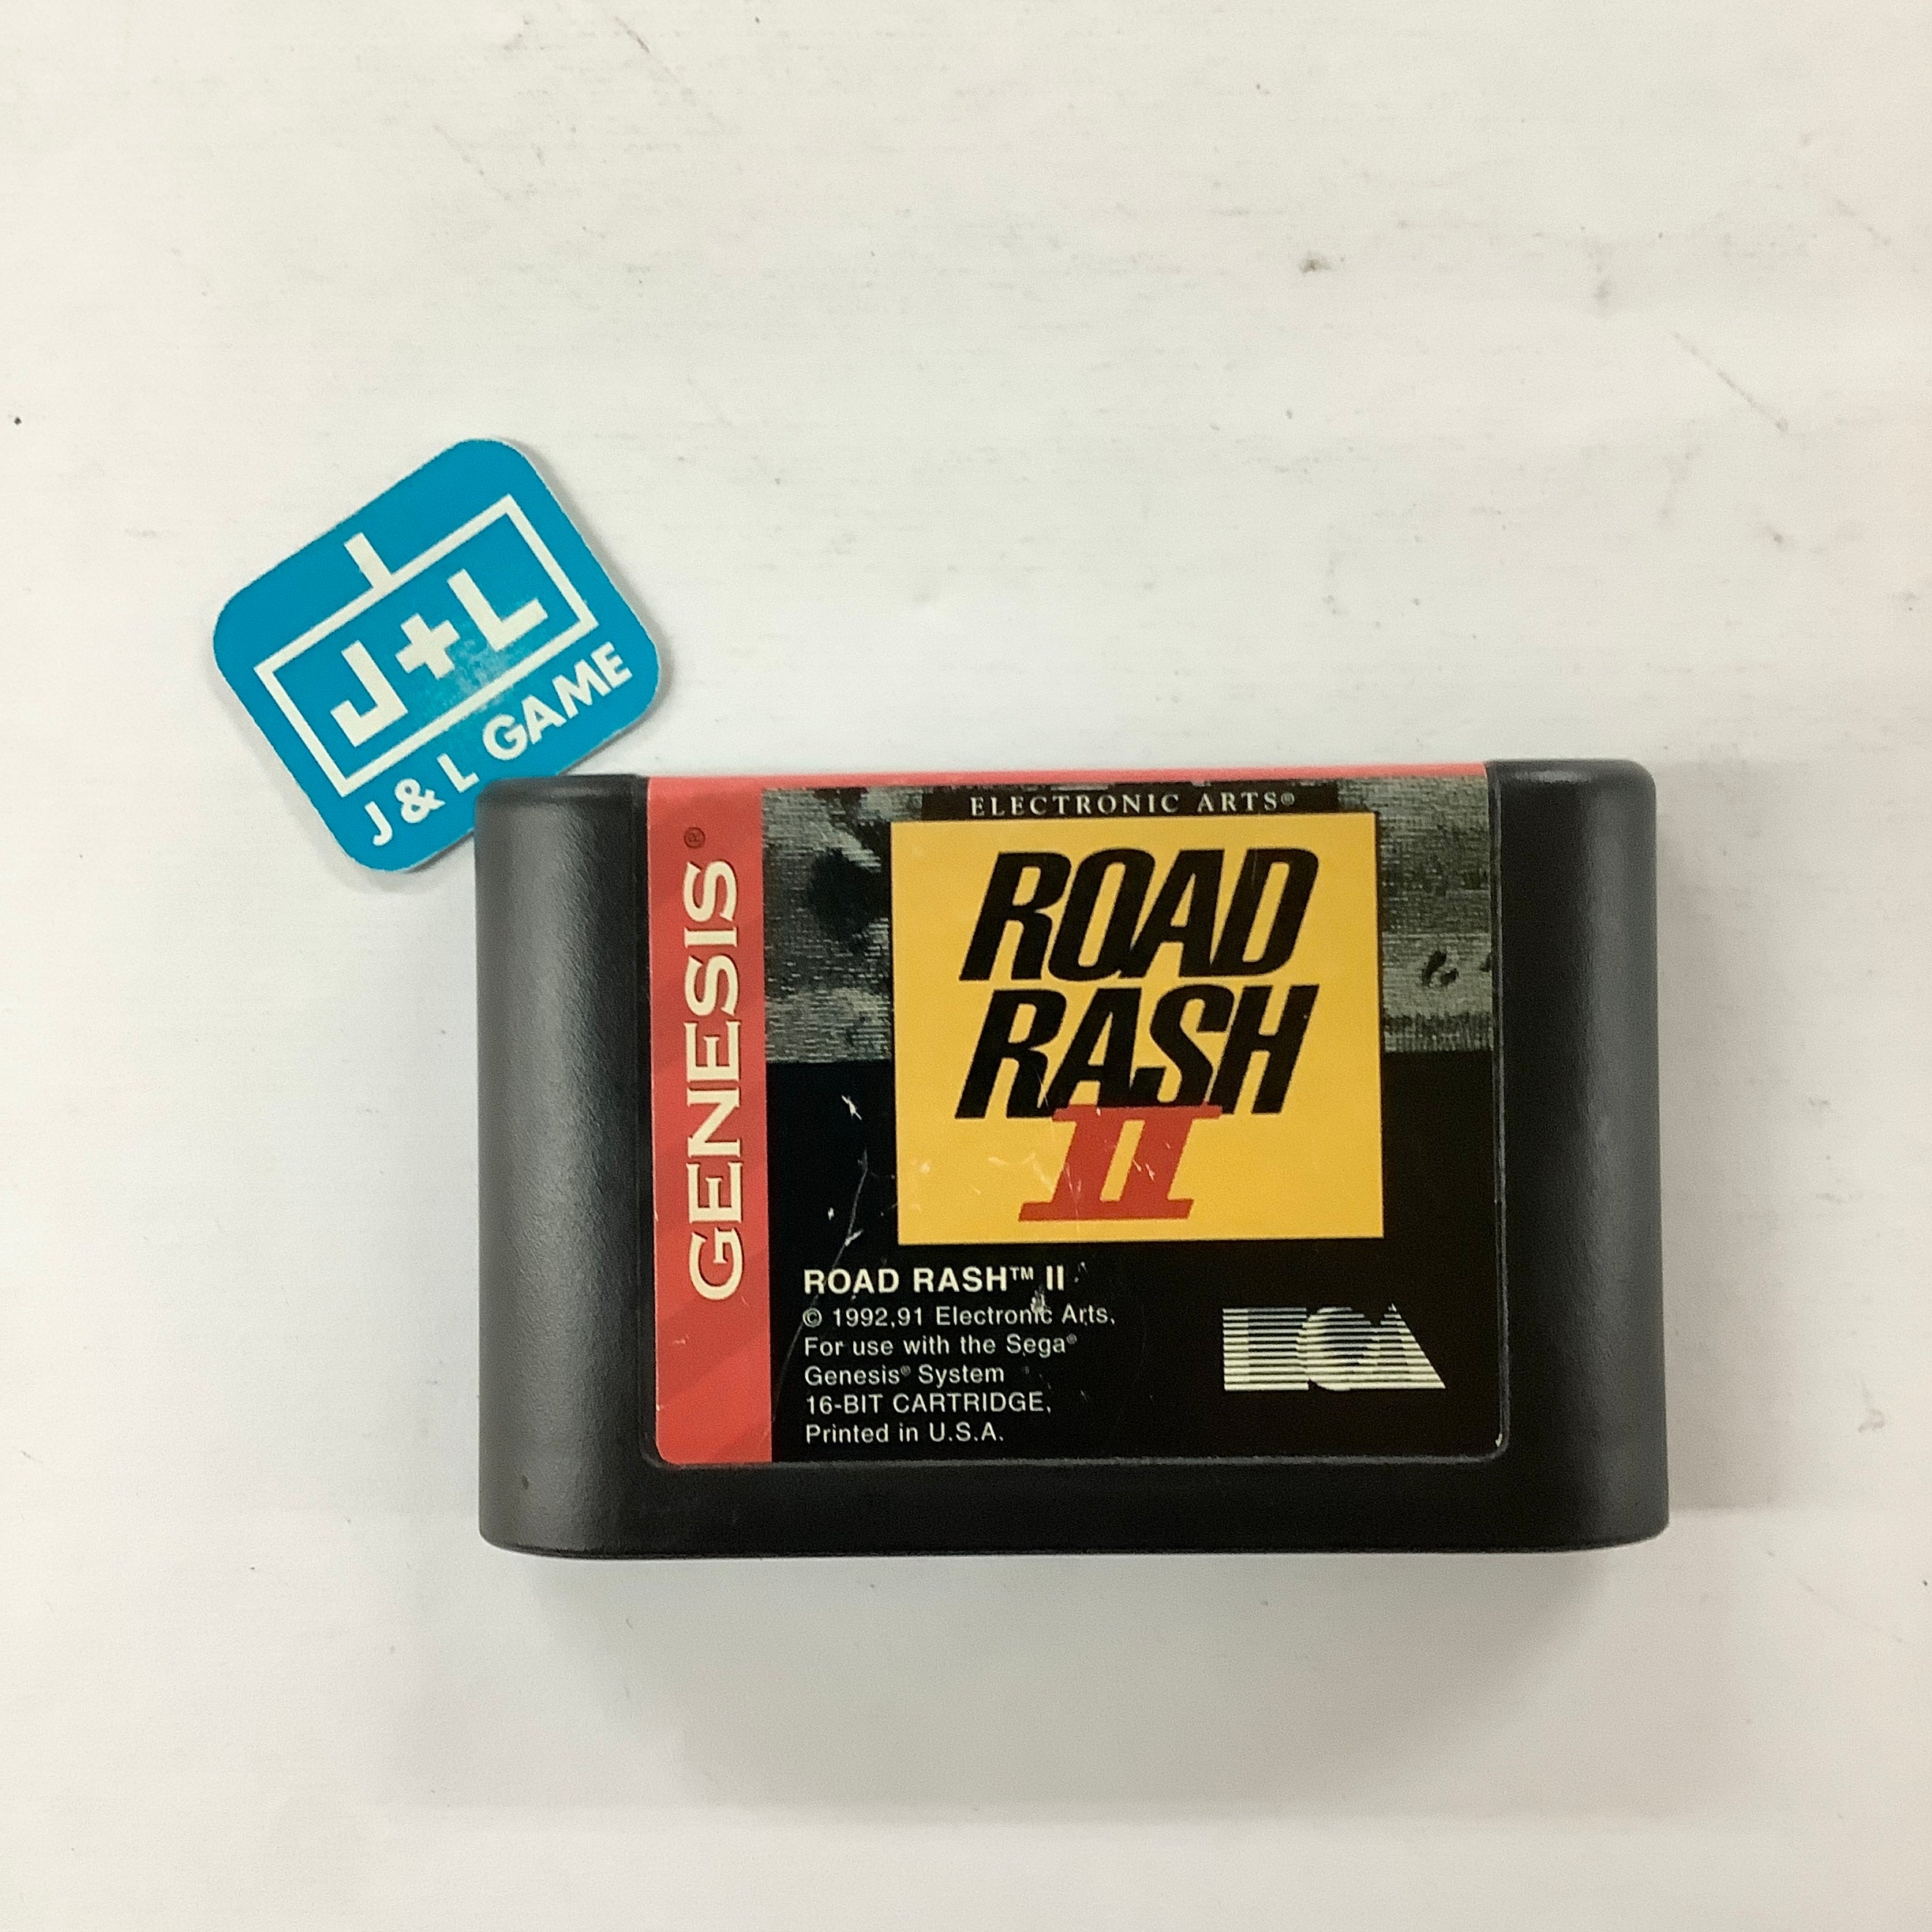 J+L
J & L GAME
GENESIS®
ELECTRONIC ARTS®
ROAD
RASH
II
ROAD RASH™ II
© 1992,91 Electronic Arts,
For use with the Sega®
Genesis® System
16-BIT CARTRIDGE,
Printed in U.S.A.
EA